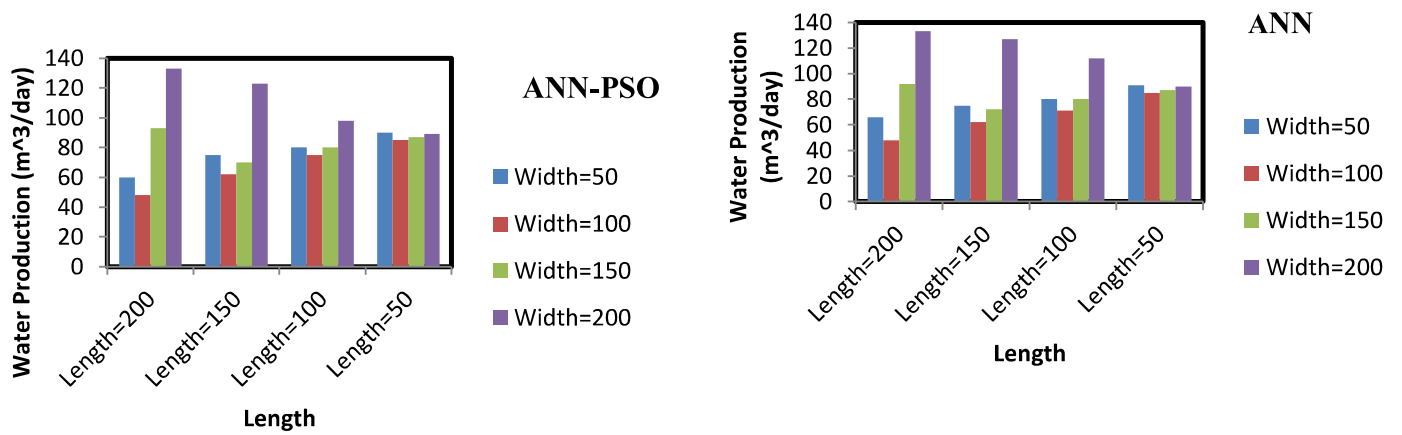 ANN-PSO
Water Production (m^3/day)
140
120
100
80
60
40
20
0
Length=200
Length=150
Length=100
Length=50
Length
Width=50
Width=100
Width=150
Width=200
ANN
Water Production
(m^3/day)
140
120
100
80
60
40
20
0
Length=200
Length=150
Length=100
Length=50
Length
Width=50
Width=100
Width=150
Width=200